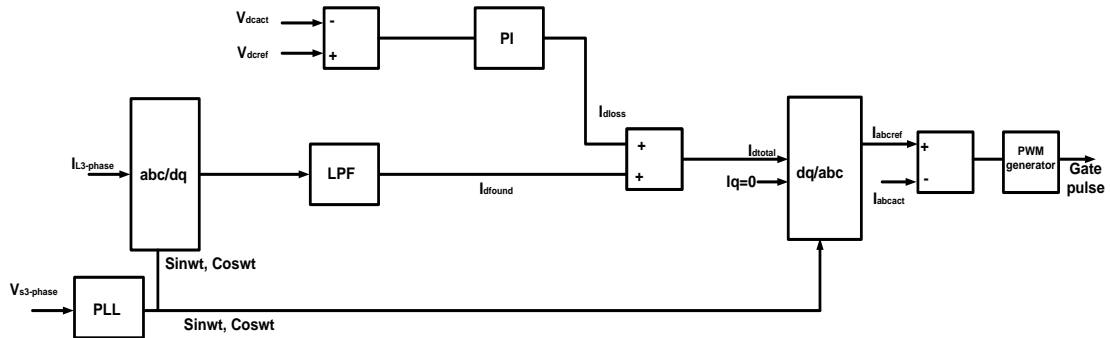 Vdcact
-
Vdcref
+
PI
Idloss
IL3-phase
abc/dq
LPF
Idfound
+
+
Idtotal
Iq=0
dq/abc
Iabcref
+
-
Iabcact
PWM
generator
Gate
pulse
Sinwt, Coswt
Vs3-phase
PLL
Sinwt, Coswt